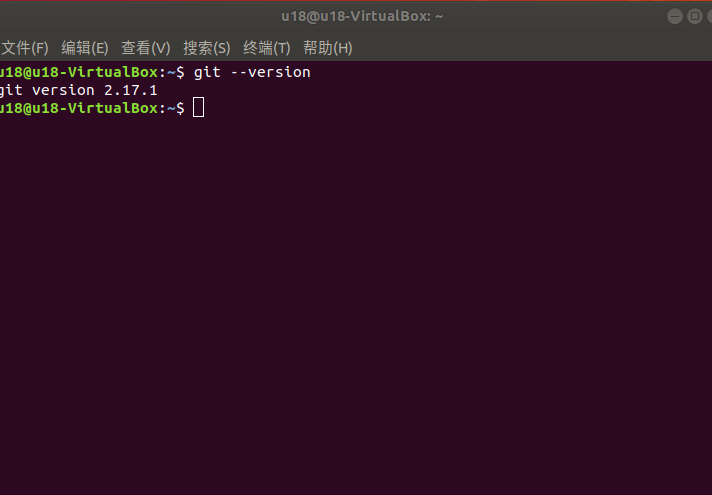 u18@u18-VirtualBox: ~
文件(F) 编辑(E) 查看(V) 搜索(S) 终端(T) 帮助(H)
u18@u18-VirtualBox:~$ git --version
git version 2.17.1
u18@u18-VirtualBox:~$